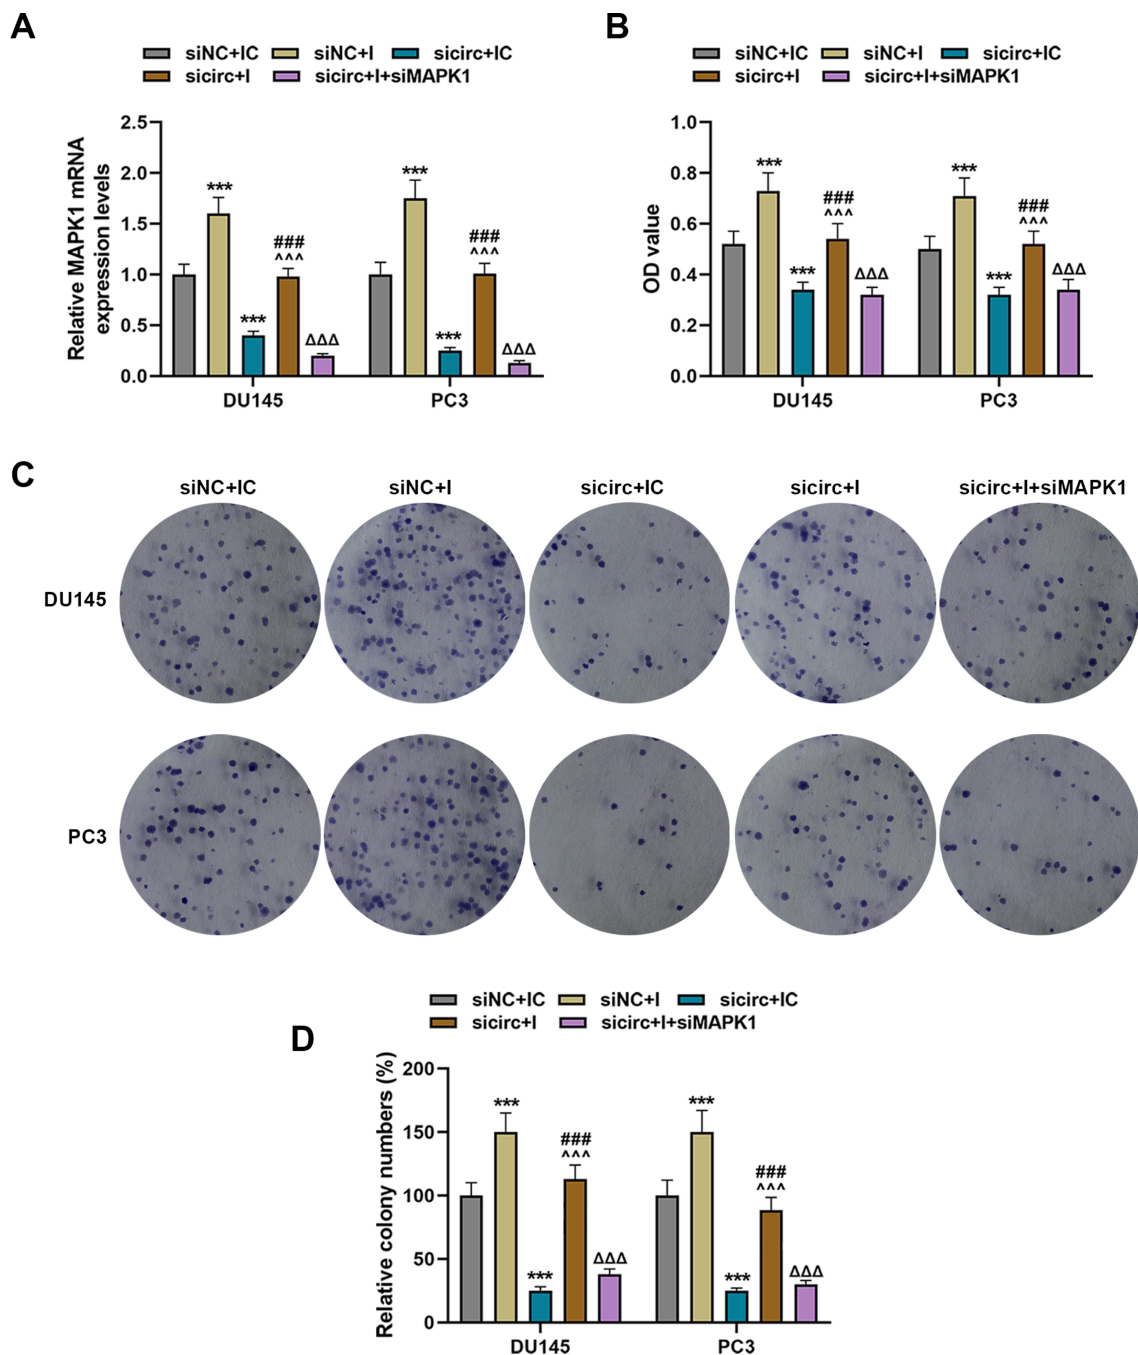 A
siNC+IC siNC+I sicirc+IC
sicirc+I sicirc+I+siMAPK1
Relative MAPK1 mRNA
expression levels
2.5
2.0
1.5
1.0
0.5
0.0
***
***
###
^^^
ΔΔΔ
***
***
###
^^^
ΔΔΔ
DU145 PC3
B
siNC+IC siNC+I sicirc+IC
sicirc+I sicirc+I+siMAPK1
OD value
1.0
0.8
0.6
0.4
0.2
0.0
***
***
###
^^^
ΔΔΔ
***
***
###
^^^
ΔΔΔ
DU145 PC3
C
siNC+IC siNC+I sicirc+IC sicirc+I sicirc+I+siMAPK1
DU145
PC3
D
siNC+IC siNC+I sicirc+IC
sicirc+I sicirc+I+siMAPK1
Relative colony numbers (%)
200
150
100
50
0
***
***
###
^^^
ΔΔΔ
***
***
###
^^^
ΔΔΔ
DU145 PC3